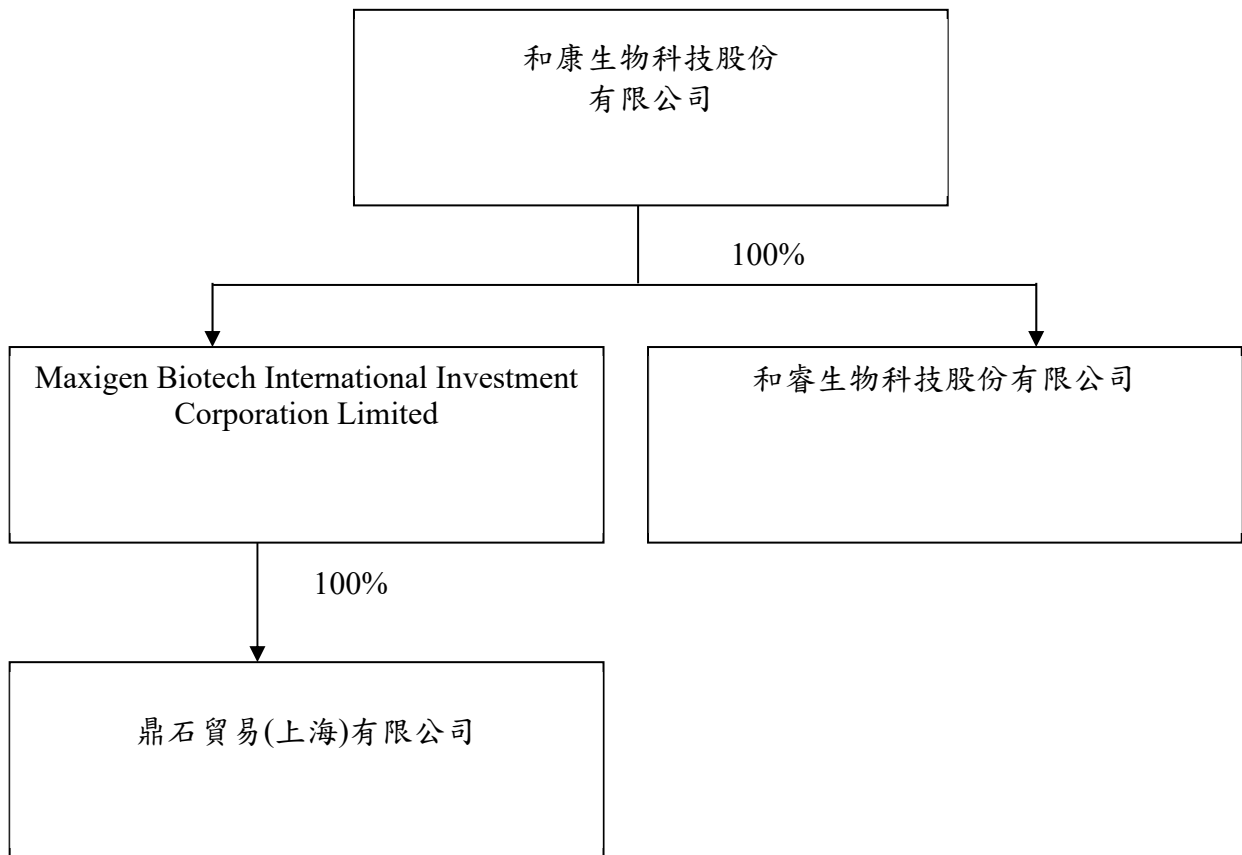 和康生物科技股份
有限公司
100%
Maxigen Biotech International Investment
Corporation Limited
和睿生物科技股份有限公司
100%
鼎石貿易(上海)有限公司